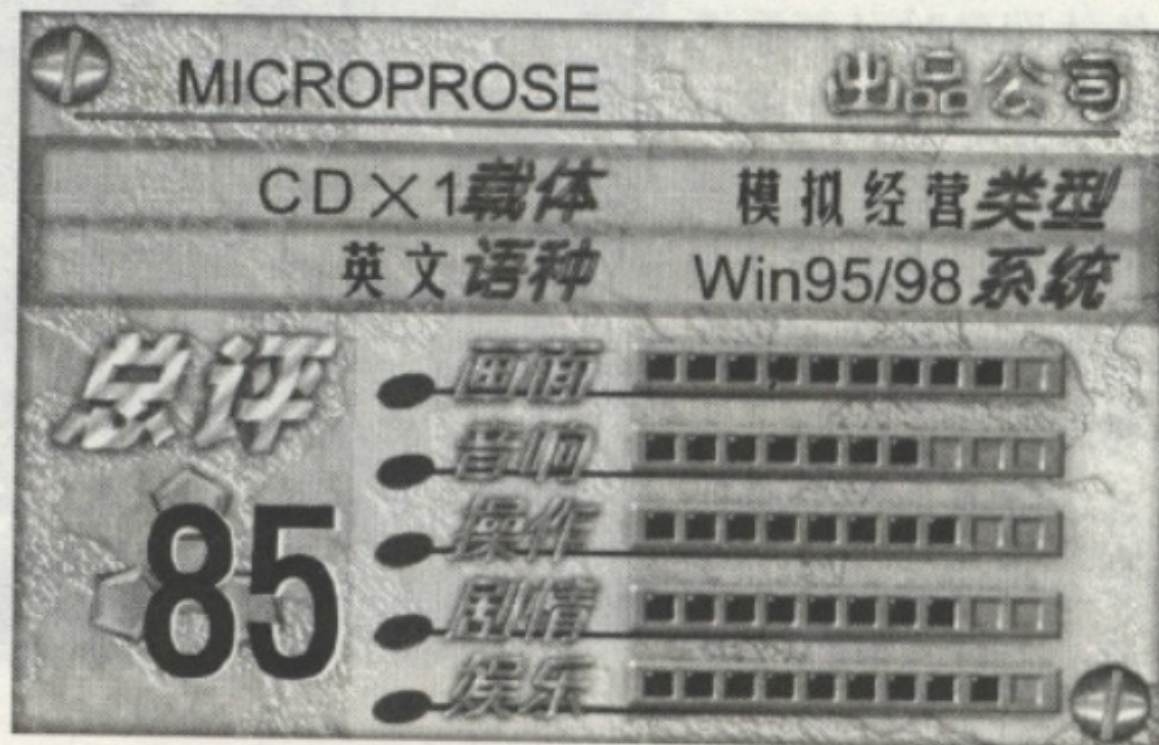 MICROPROSE 出品公司
CD×1载体 模拟经营类型
英文语种 Win95/98系统
总评
85
画面
音响
操作
剧情
娱乐